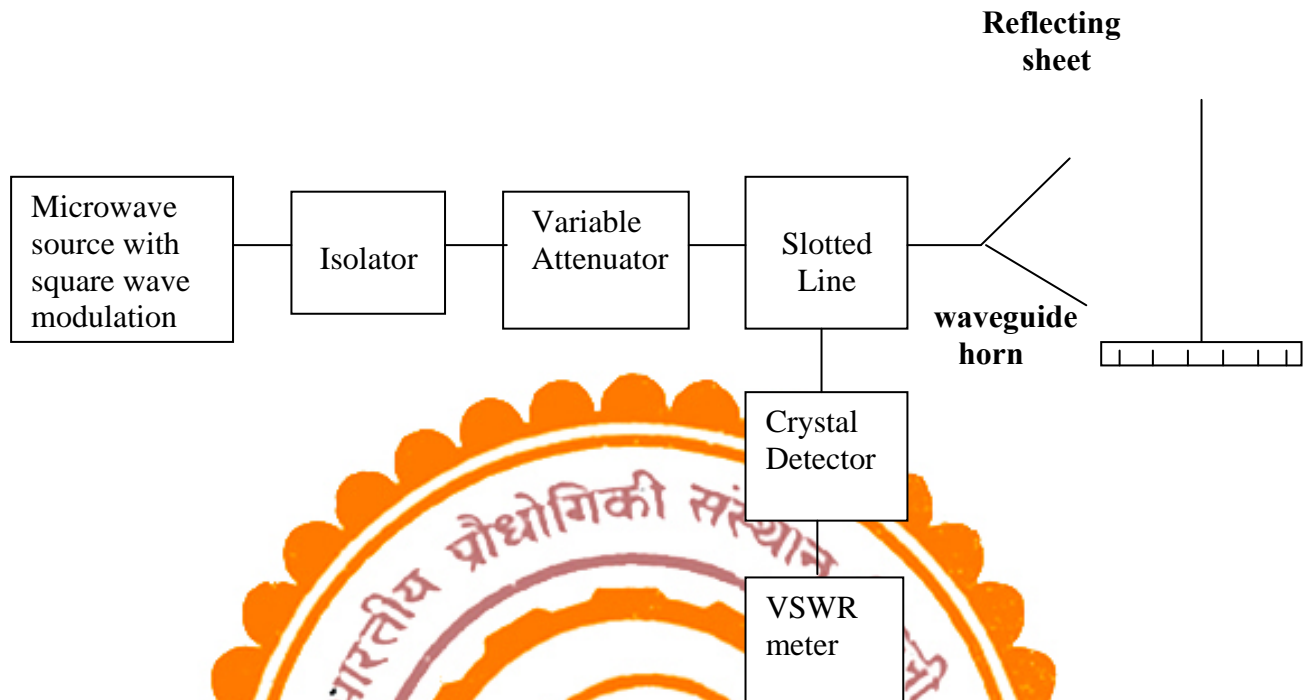 Reflecting
sheet
Microwave
source with
square wave
modulation
Isolator
Variable
Attenuator
Slotted
Line
waveguide
horn
Crystal
Detector
VSWR
meter
भारतीय प्रौधोगिकी संस्थान